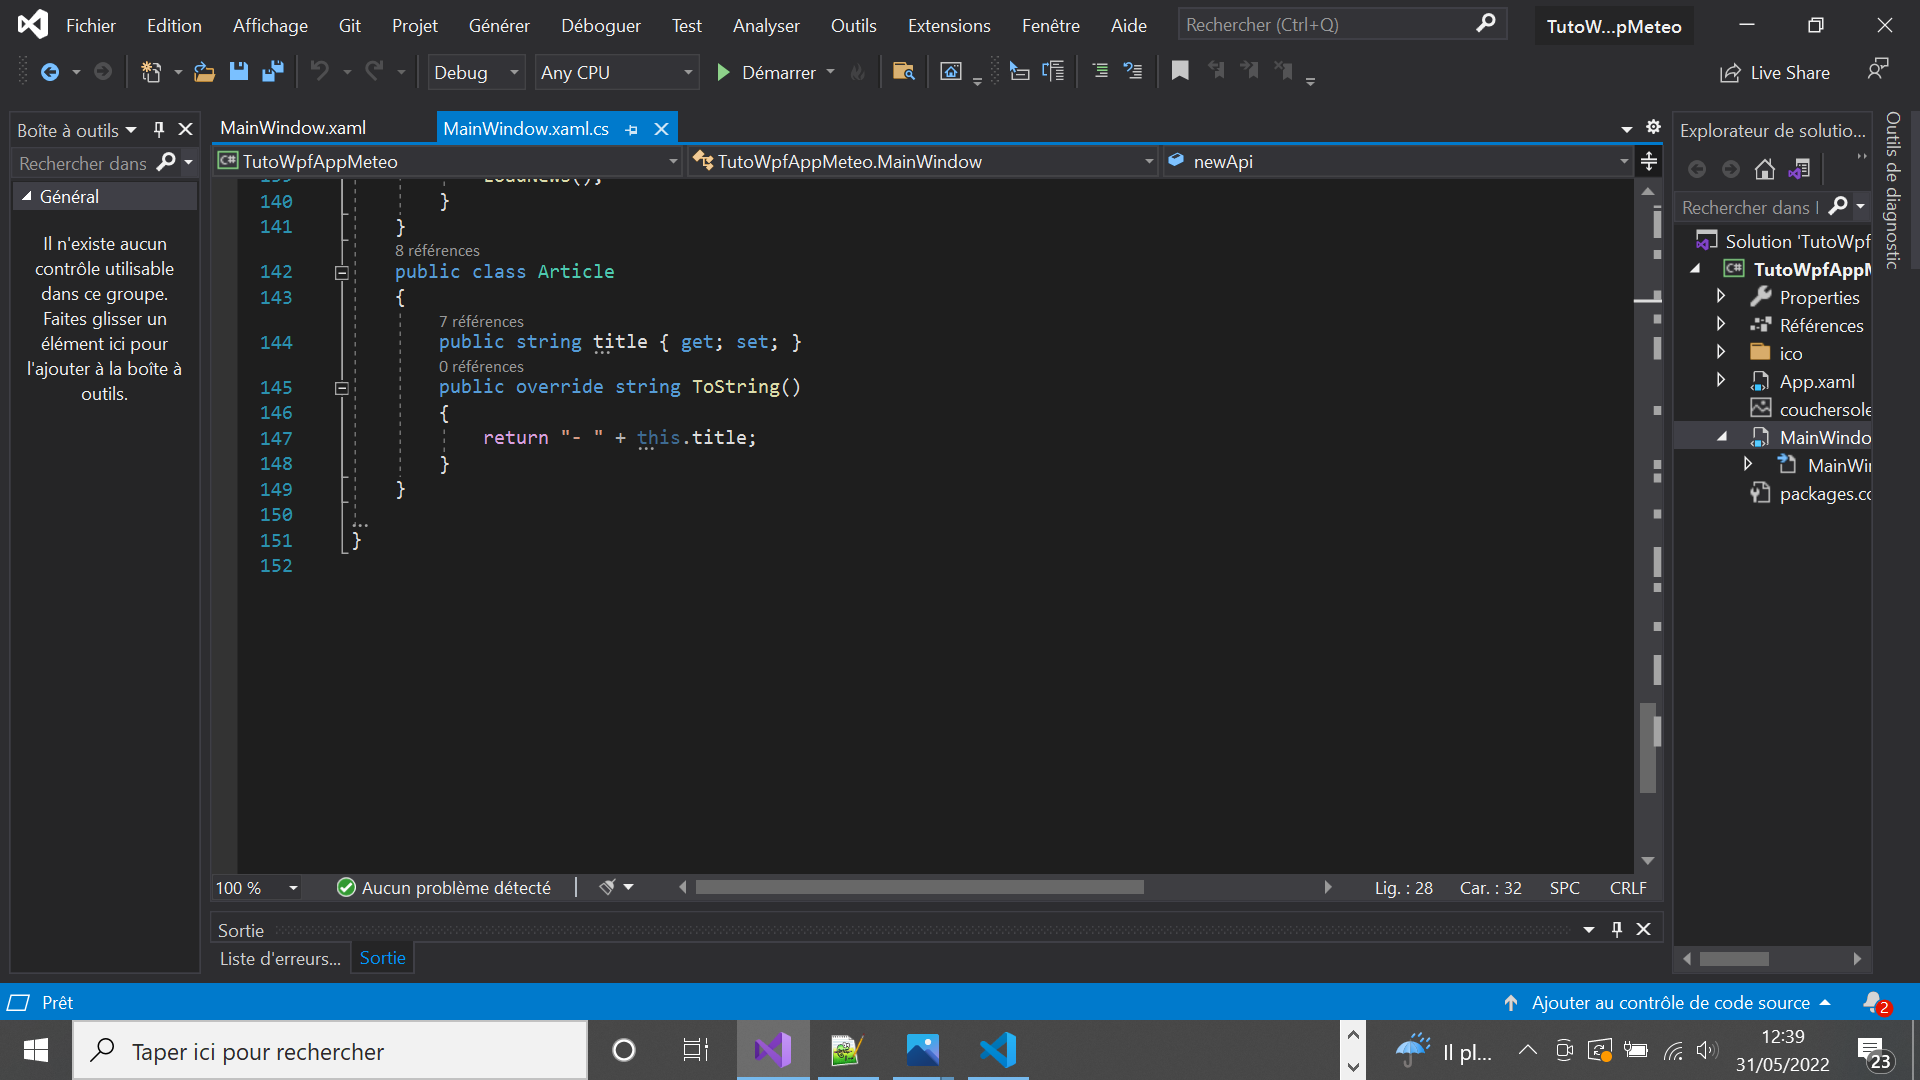 Fichier Edition Affichage Git Projet Générer Déboguer Test Analyser Outils Extensions Fenêtre Aide Rechercher (Ctrl+Q) TutoW...pMeteo
Debug Any CPU Démarrer Live Share
Boîte à outils
Rechercher dans
Général
Il n'existe aucun
contrôle utilisable
dans ce groupe.
Faites glisser un
élément ici pour
l'ajouter à la boîte à
outils.
MainWindow.xaml MainWindow.xaml.cs
TutoWpfAppMeteo TutoWpfAppMeteo.MainWindow newApi
139 LoadNews();
140 }
141 }
8 références
142 public class Article
143 {
7 références
144 public string title { get; set; }
0 références
145 public override string ToString()
146 {
147 return "- " + this.title;
148 }
149 }
150
151 }
152
100 % Aucun problème détecté Lig. : 28 Car. : 32 SPC CRLF
Sortie
Liste d'erreurs... Sortie
Explorateur de solutio...
Rechercher dans l
Solution 'TutoWpf
C# TutoWpfAppM
Properties
Références
ico
App.xaml
couchersole
MainWindo
MainWin
packages.co
Outils de diagnostic
Prêt Ajouter au contrôle de code source 2
Taper ici pour rechercher Il pl... 12:39
31/05/2022 23